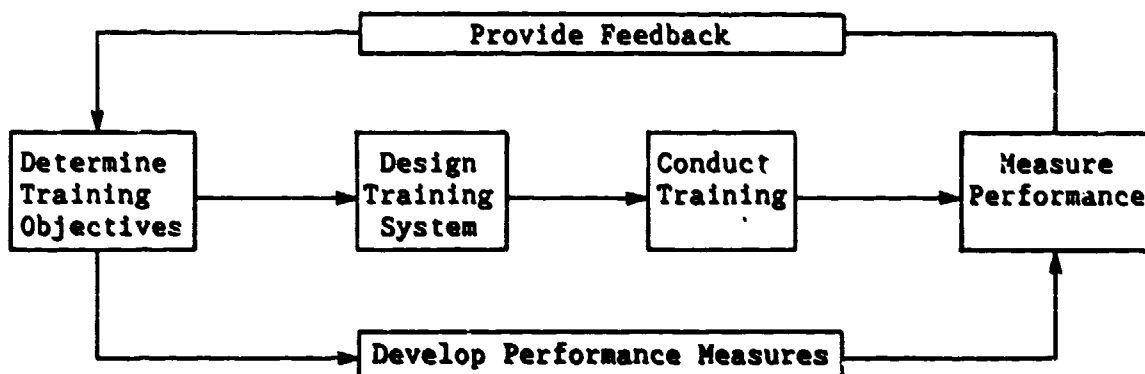 Provide Feedback
Determine
Training
Objectives
Design
Training
System
Conduct
Training
Measure
Performance
Develop Performance Measures